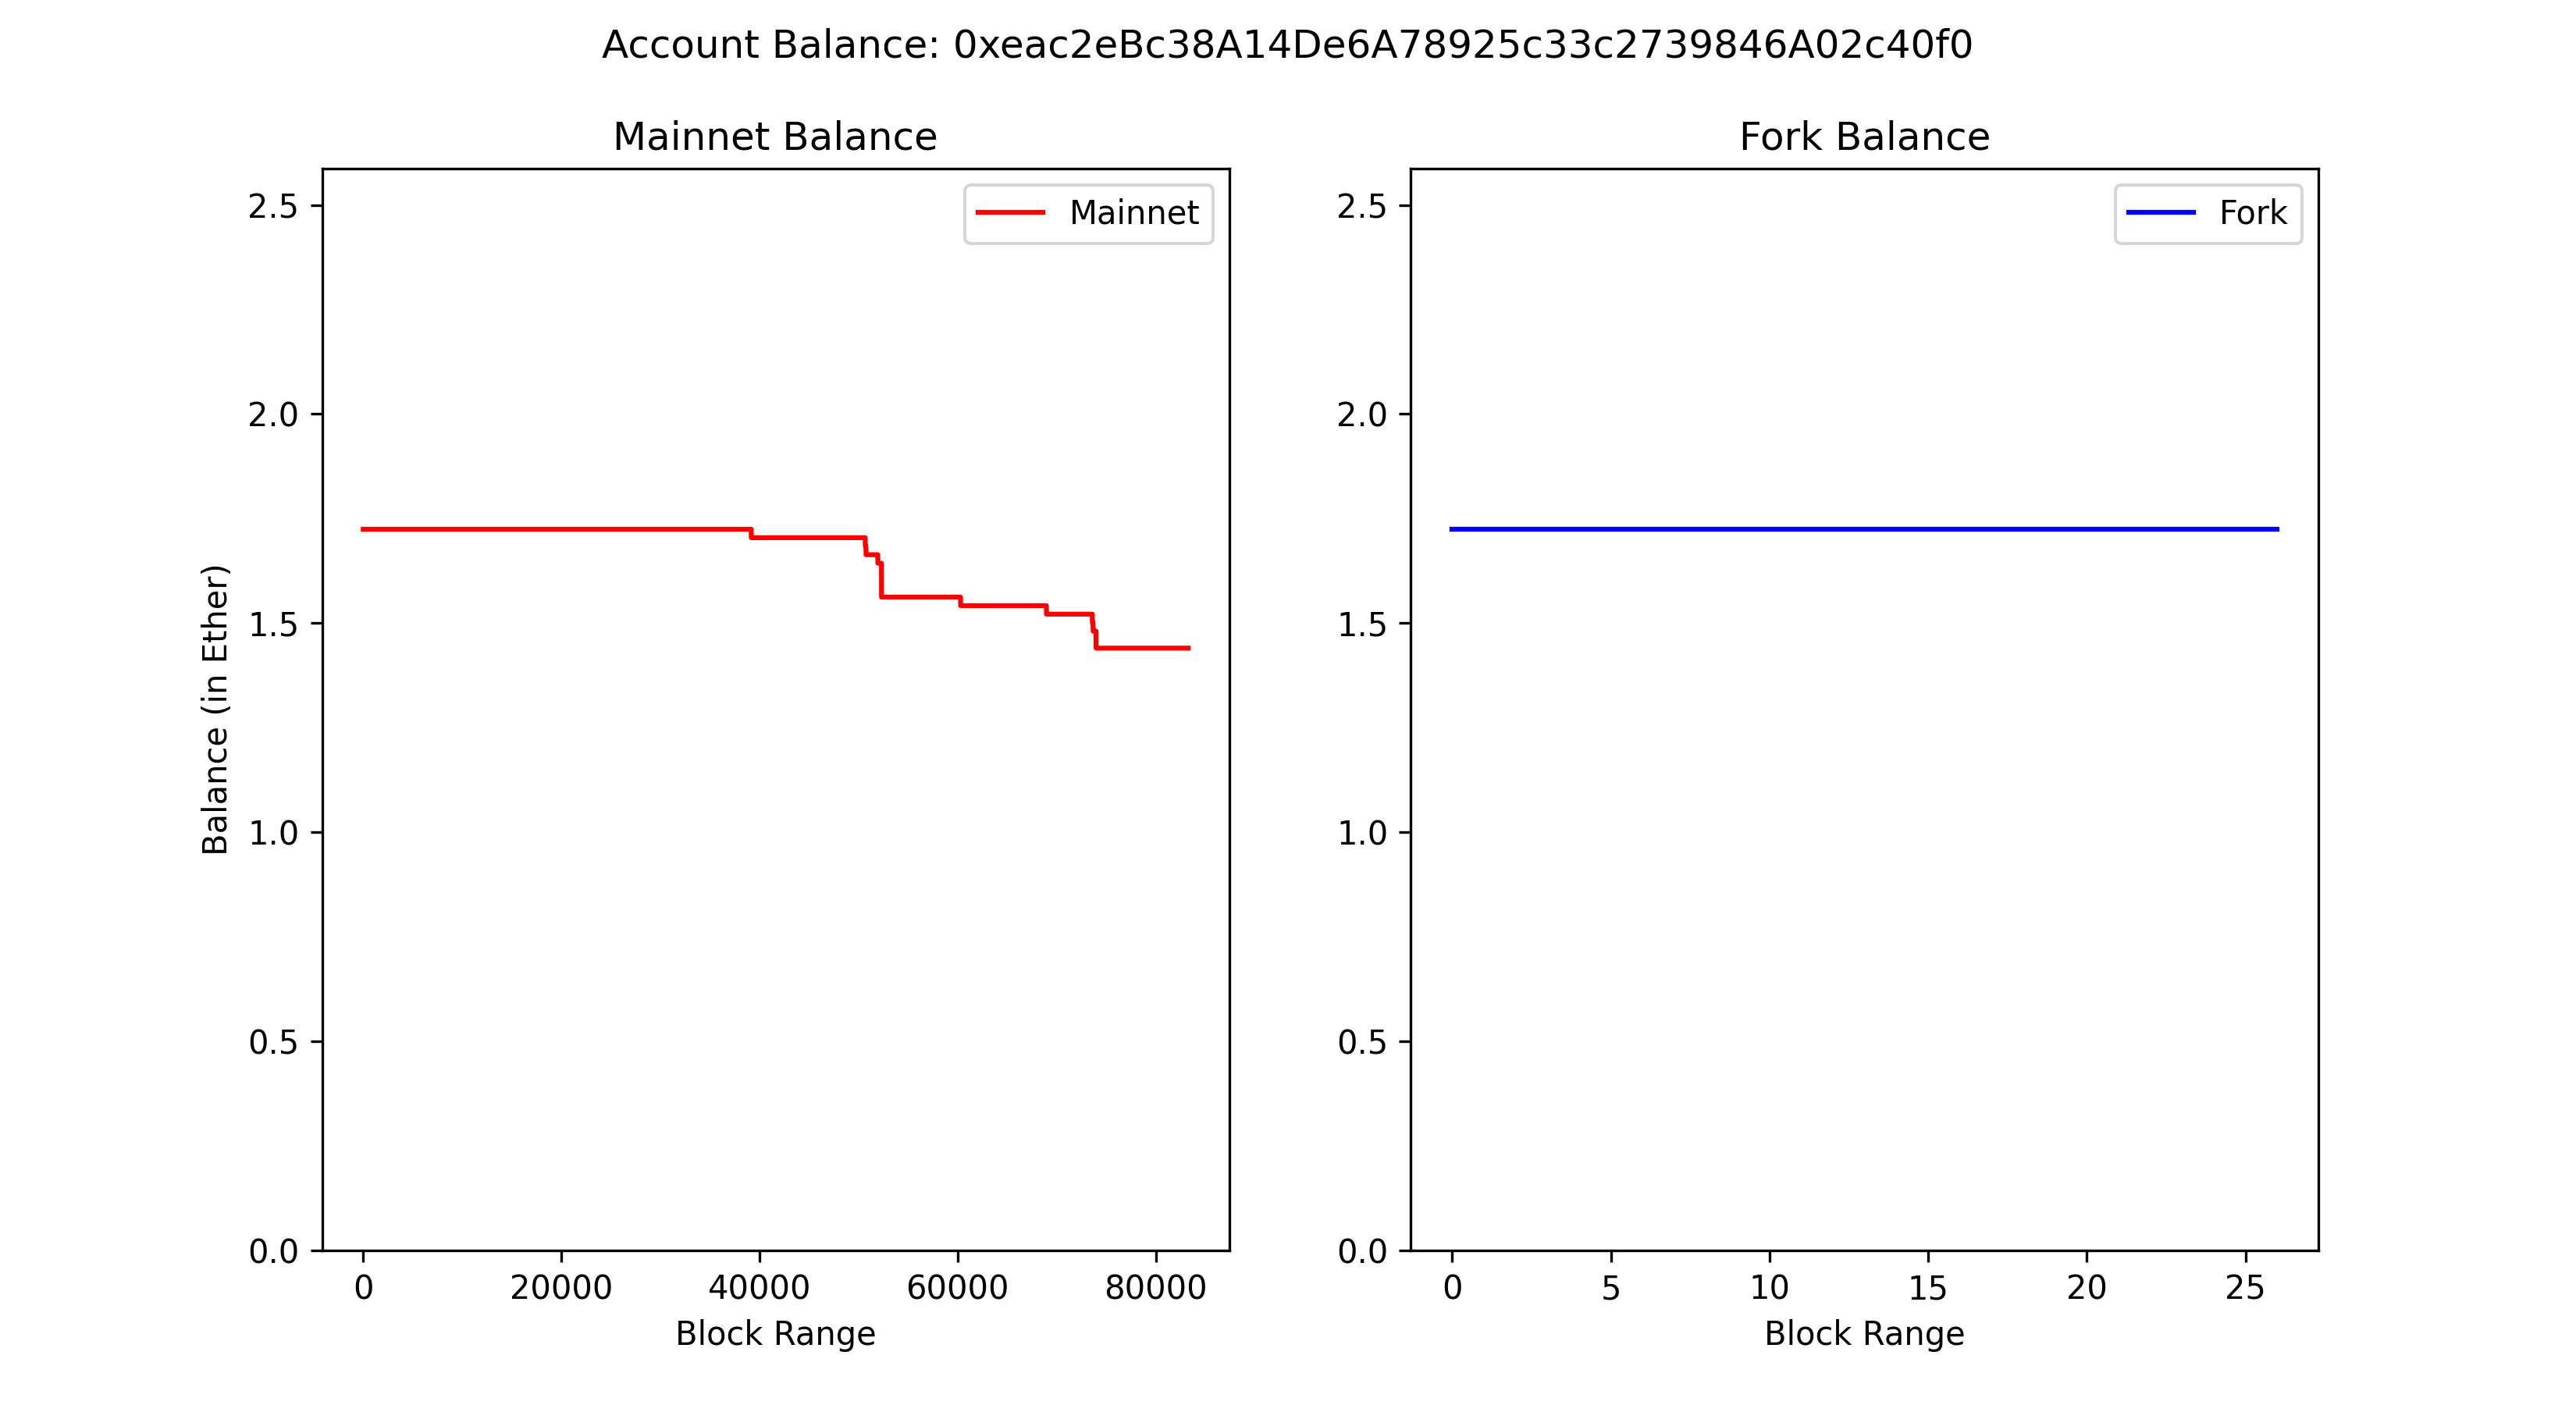 Account Balance: 0xeac2eBc38A14De6A78925c33c2739846A02c40f0
Mainnet Balance
Mainnet
2.5
2.0
1.5
1.0
0.5
0.0
Balance (in Ether)
0 20000 40000 60000 80000
Block Range
Fork Balance
Fork
2.5
2.0
1.5
1.0
0.5
0.0
0 5 10 15 20 25
Block Range